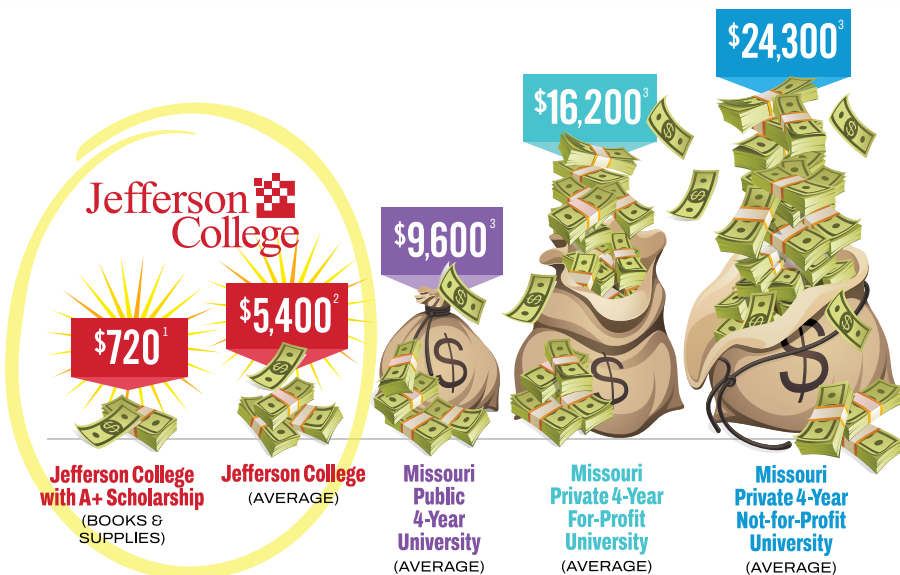 Jefferson
College
$720¹
Jefferson College
with A+ Scholarship
(BOOKS &
SUPPLIES)
$5,400²
Jefferson College
(AVERAGE)
$9,600³
Missouri
Public
4-Year
University
(AVERAGE)
$16,200³
Missouri
Private 4-Year
For-Profit
University
(AVERAGE)
$24,300³
Missouri
Private 4-Year
Not-for-Profit
University
(AVERAGE)